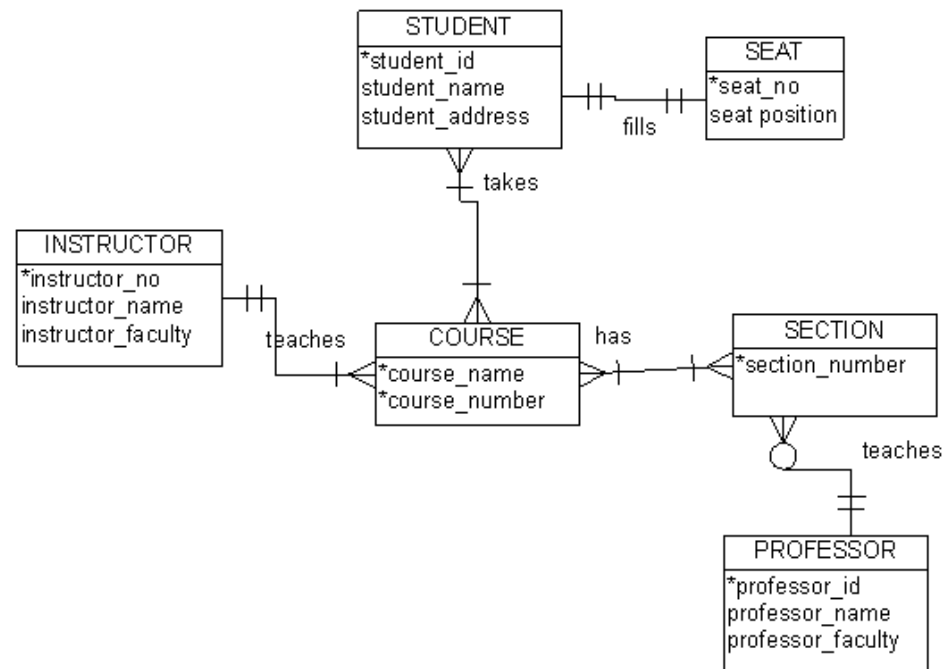 STUDENT
*student_id
student_name
student_address
SEAT
*seat_no
seat position
fills
takes
INSTRUCTOR
*instructor_no
instructor_name
instructor_faculty
teaches
COURSE
*course_name
*course_number
has
SECTION
*section_number
teaches
PROFESSOR
*professor_id
professor_name
professor_faculty